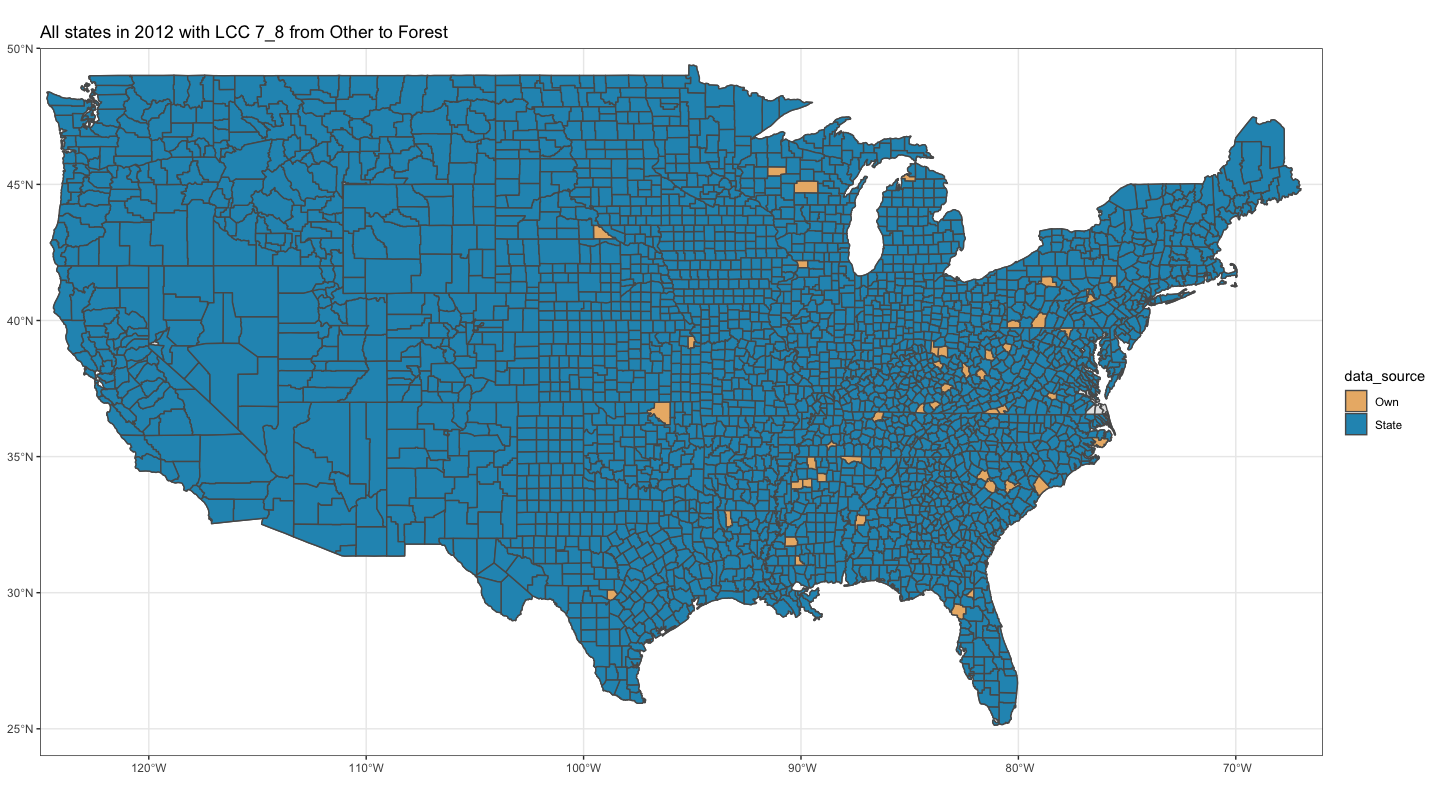 All states in 2012 with LCC 7_8 from Other to Forest
50°N
45°N
40°N
35°N
30°N
25°N
120°W
110°W
100°W
90°W
80°W
70°W
data_source
Own
State